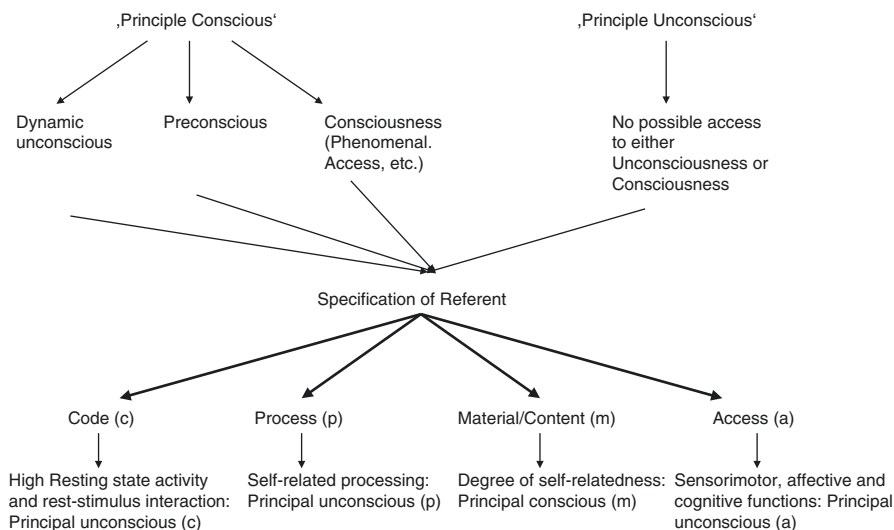 ‚Principle Conscious‘
‚Principle Unconscious‘
Dynamic
unconscious
Preconscious
Consciousness
(Phenomenal.
Access, etc.)
No possible access
to either
Unconsciousness or
Consciousness
Specification of Referent
Code (c)
Process (p)
Material/Content (m)
Access (a)
High Resting state activity
and rest-stimulus interaction:
Principal unconscious (c)
Self-related processing:
Principal unconscious (p)
Degree of self-relatedness:
Principal conscious (m)
Sensorimotor, affective and
cognitive functions: Principal
unconscious (a)